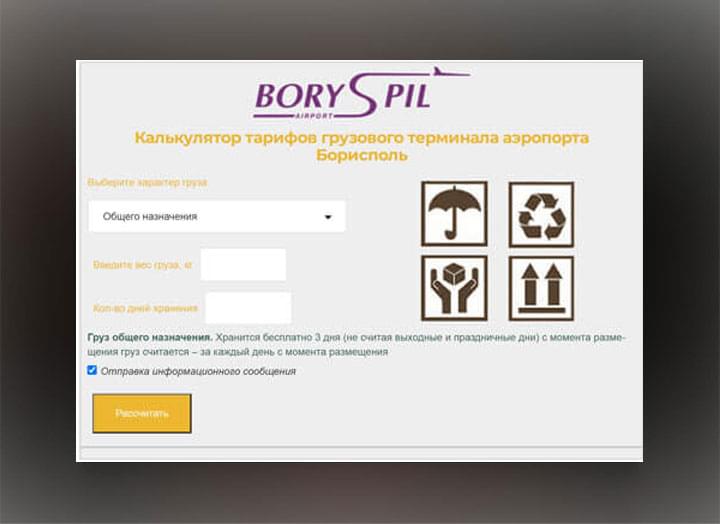 BORYSPIL
AIRPORT
Калькулятор тарифов грузового терминала аэропорта
Борисполь
Выберите характер груза
Общего назначения
Введите вес груза, кг
Кол-во дней хранения
Груз общего назначения. Хранится бесплатно 3 дня (не считая выходные и праздничные дни) с момента разме-
щения груз считается – за каждый день с момента размещения
Отправка информационного сообщения
Рассчитать